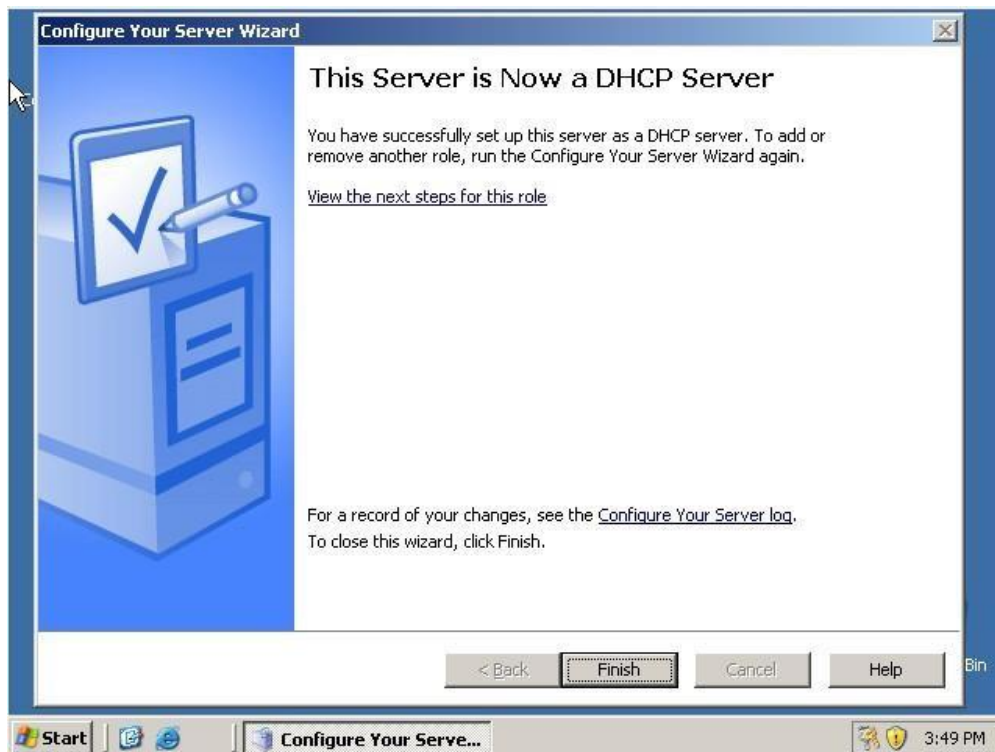 Configure Your Server Wizard
This Server is Now a DHCP Server
You have successfully set up this server as a DHCP server. To add or
remove another role, run the Configure Your Server Wizard again.
View the next steps for this role
For a record of your changes, see the Configure Your Server log.
To close this wizard, click Finish.
< Back Finish Cancel Help
Bin
Start Configure Your Serve... 3:49 PM